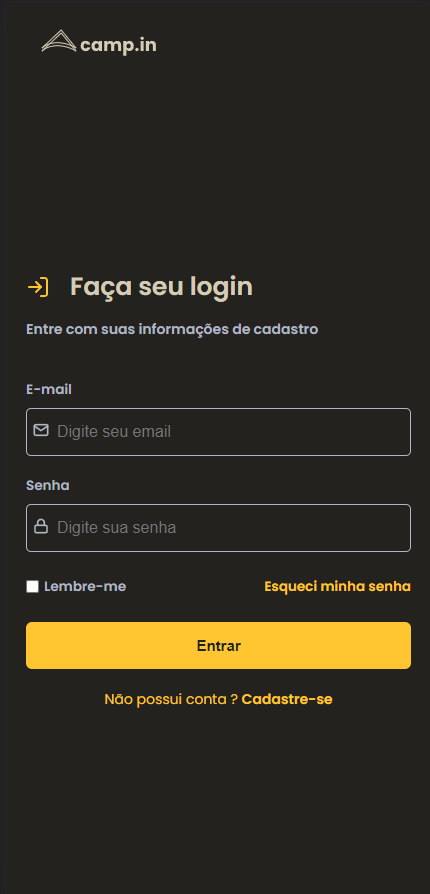 camp.in
Faça seu login
Entre com suas informações de cadastro
E-mail
Digite seu email
Senha
Digite sua senha
Lembre-me Esqueci minha senha
Entrar
Não possui conta ? Cadastre-se